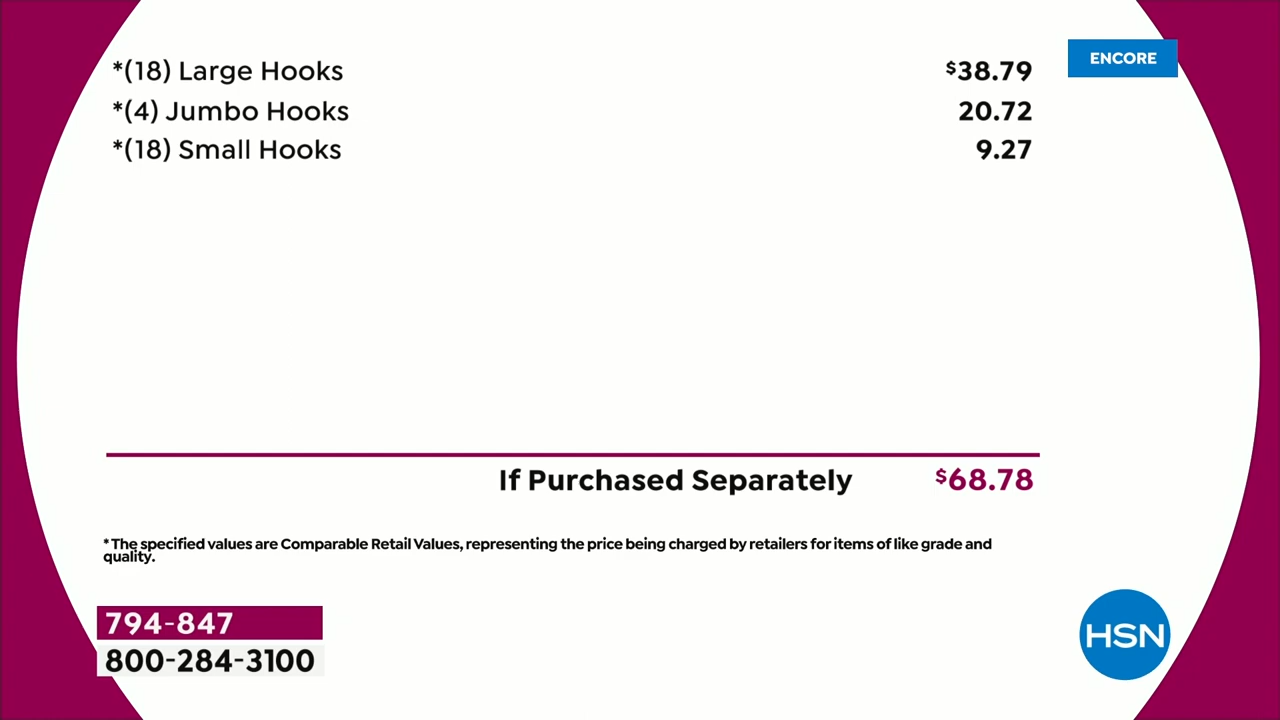 *(18) Large Hooks $38.79
ENCORE
*(4) Jumbo Hooks 20.72
*(18) Small Hooks 9.27
If Purchased Separately $68.78
*The specified values are Comparable Retail Values, representing the price being charged by retailers for items of like grade and
quality.
794-847
800-284-3100
HSN